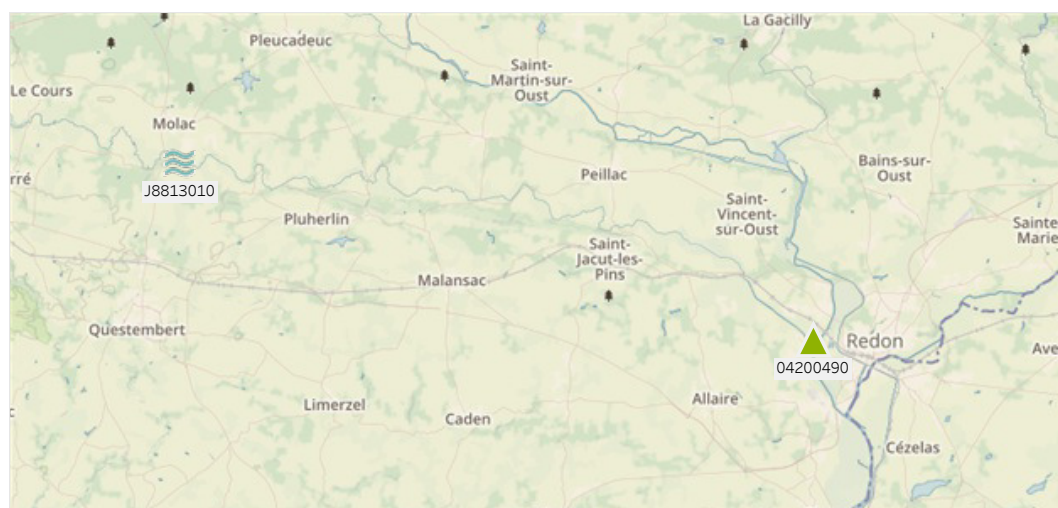 La Gacilly
Pleucadeuc
Saint-
Martin-sur-
Oust
Le Cours
Molac
Bains-sur-
Oust
rré
Peillac
J8813010
Saint-
Vincent-
sur-Oust
Pluherlin
Sainte
Marie
Saint-
Jacut-les-
Pins
Malansac
Questembert
Redon
Ave
04200490
Allaire
Limerzel
c
Caden
Cézelas